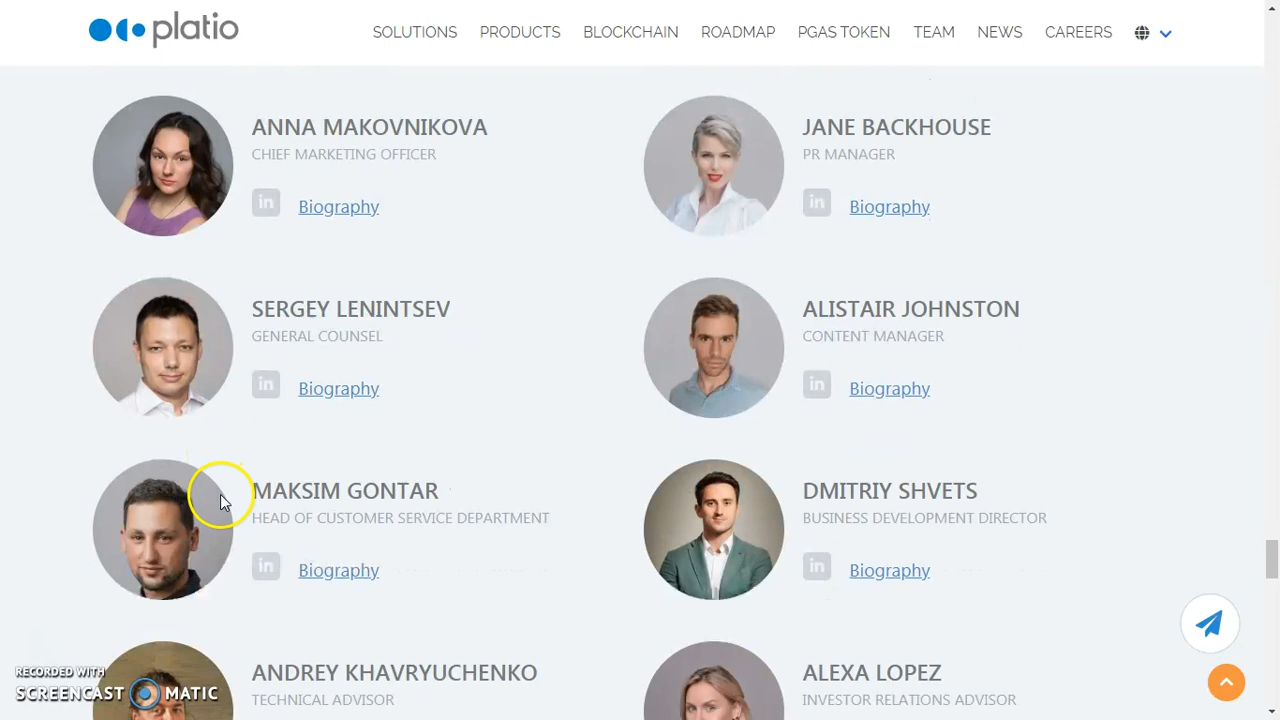 platio
SOLUTIONS PRODUCTS BLOCKCHAIN ROADMAP PGAS TOKEN TEAM NEWS CAREERS
ANNA MAKOVNIKOVA
CHIEF MARKETING OFFICER
in Biography
JANE BACKHOUSE
PR MANAGER
in Biography
SERGEY LENINTSEV
GENERAL COUNSEL
in Biography
ALISTAIR JOHNSTON
CONTENT MANAGER
in Biography
MAKSIM GONTAR
HEAD OF CUSTOMER SERVICE DEPARTMENT
in Biography
DMITRIY SHVETS
BUSINESS DEVELOPMENT DIRECTOR
in Biography
ANDREY KHAVRYUCHENKO
TECHNICAL ADVISOR
ALEXA LOPEZ
INVESTOR RELATIONS ADVISOR
RECORDED WITH
SCREENCAST MATIC